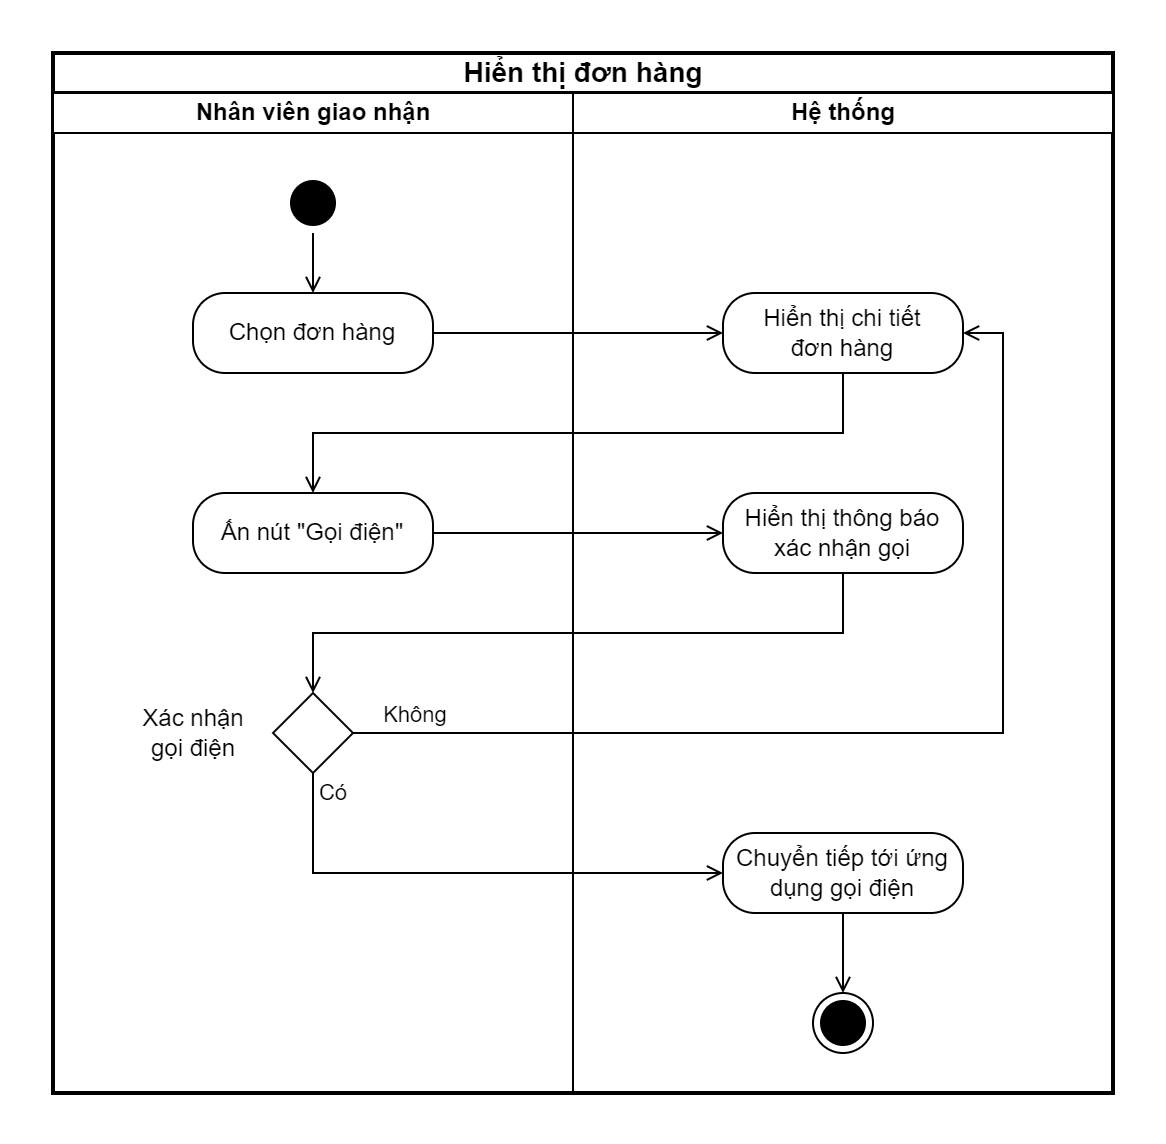 Hiển thị đơn hàng
Nhân viên giao nhận
Hệ thống
Chọn đơn hàng
Hiển thị chi tiết
đơn hàng
Ấn nút "Gọi điện"
Hiển thị thông báo
xác nhận gọi
Xác nhận
gọi điện
Không
Có
Chuyển tiếp tới ứng
dụng gọi điện